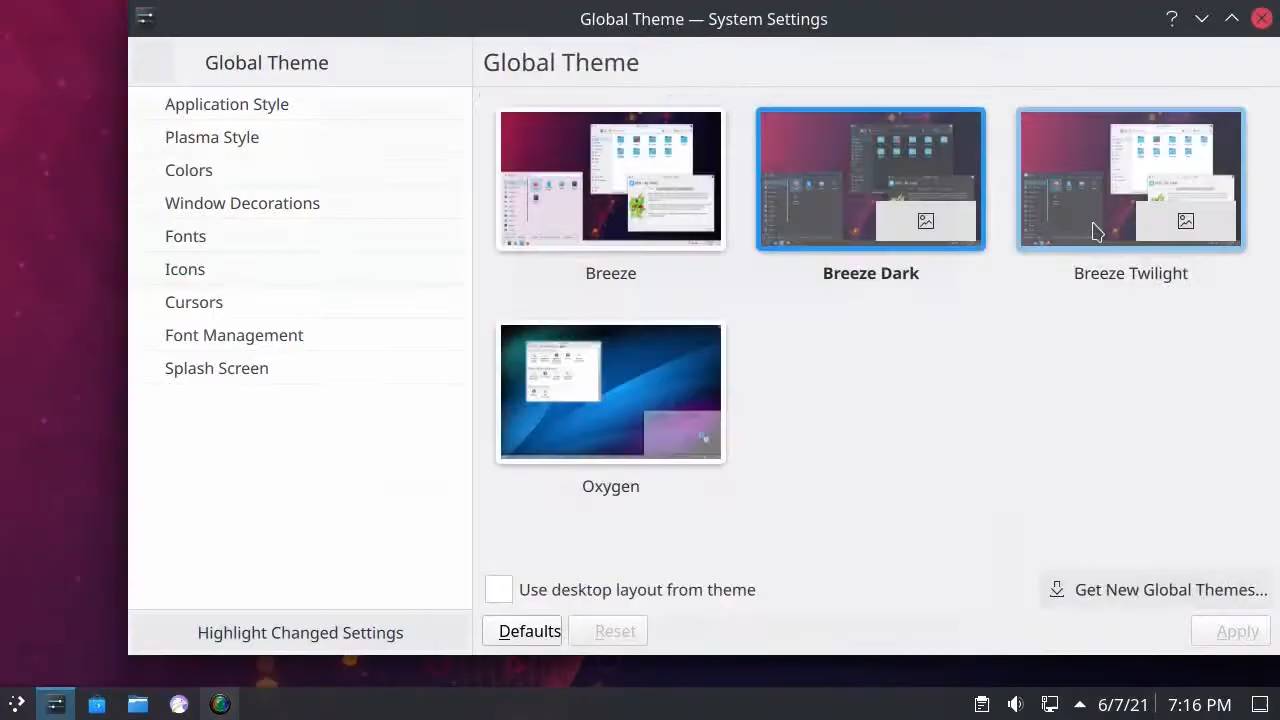 Global Theme — System Settings
Global Theme
Application Style
Plasma Style
Colors
Window Decorations
Fonts
Icons
Cursors
Font Management
Splash Screen
Highlight Changed Settings
Global Theme
Breeze
Breeze Dark
Breeze Twilight
Oxygen
Use desktop layout from theme
Get New Global Themes...
Defaults
Reset
Apply
6/7/21
7:16 PM